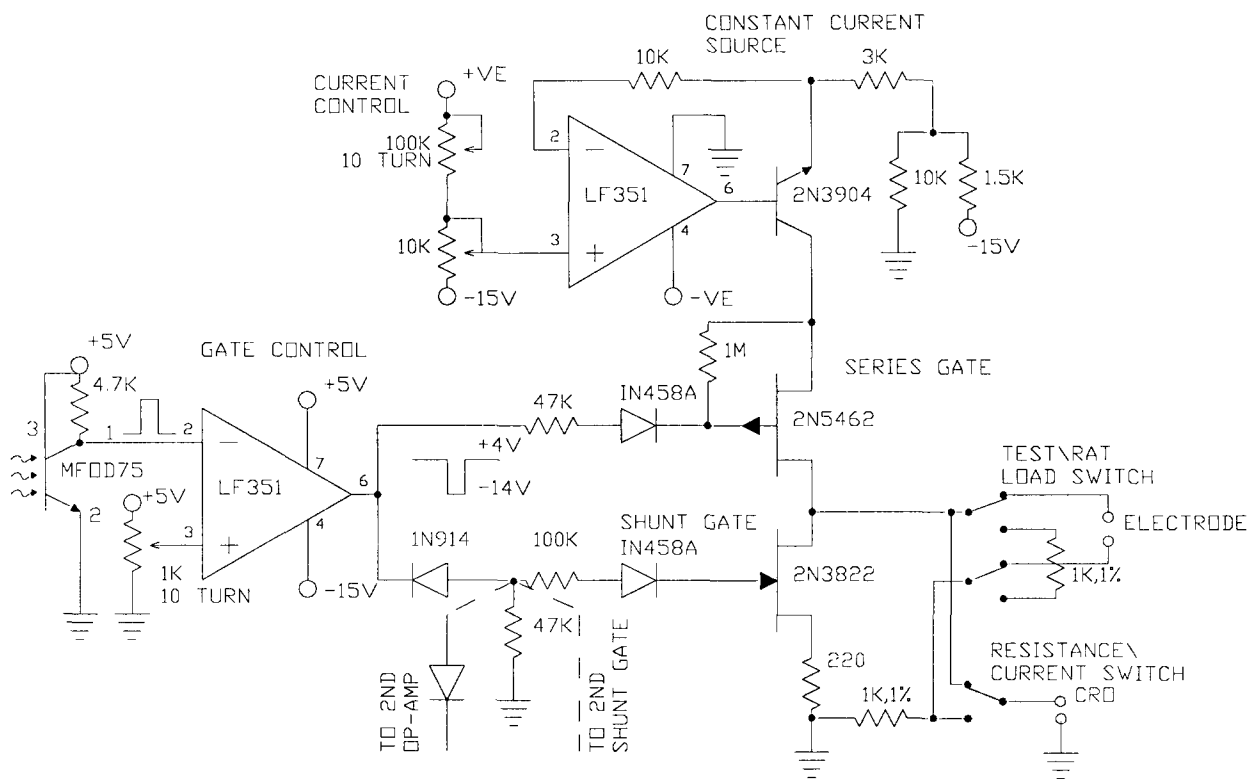 CONSTANT CURRENT
SOURCE
10K
3K
CURRENT
CONTROL
+VE
100K
10 TURN
2
7
LF351
6
3
4
10K
-15V
-VE
2N3904
10K
1.5K
-15V
GATE CONTROL
+5V
4.7K
3
1
2
MFOD75
2
+5V
1K
10 TURN
3
LF351
+5V
7
6
4
-15V
47K
IN458A
1M
SERIES GATE
2N5462
+4V
-14V
SHUNT GATE
1N914
100K
IN458A
2N3822
47K
TO 2ND
OP-AMP
TO 2ND
SHUNT GATE
220
1K,1%
TEST\RAT
LOAD SWITCH
ELECTRODE
1K,1%
RESISTANCE\
CURRENT SWITCH
CRO